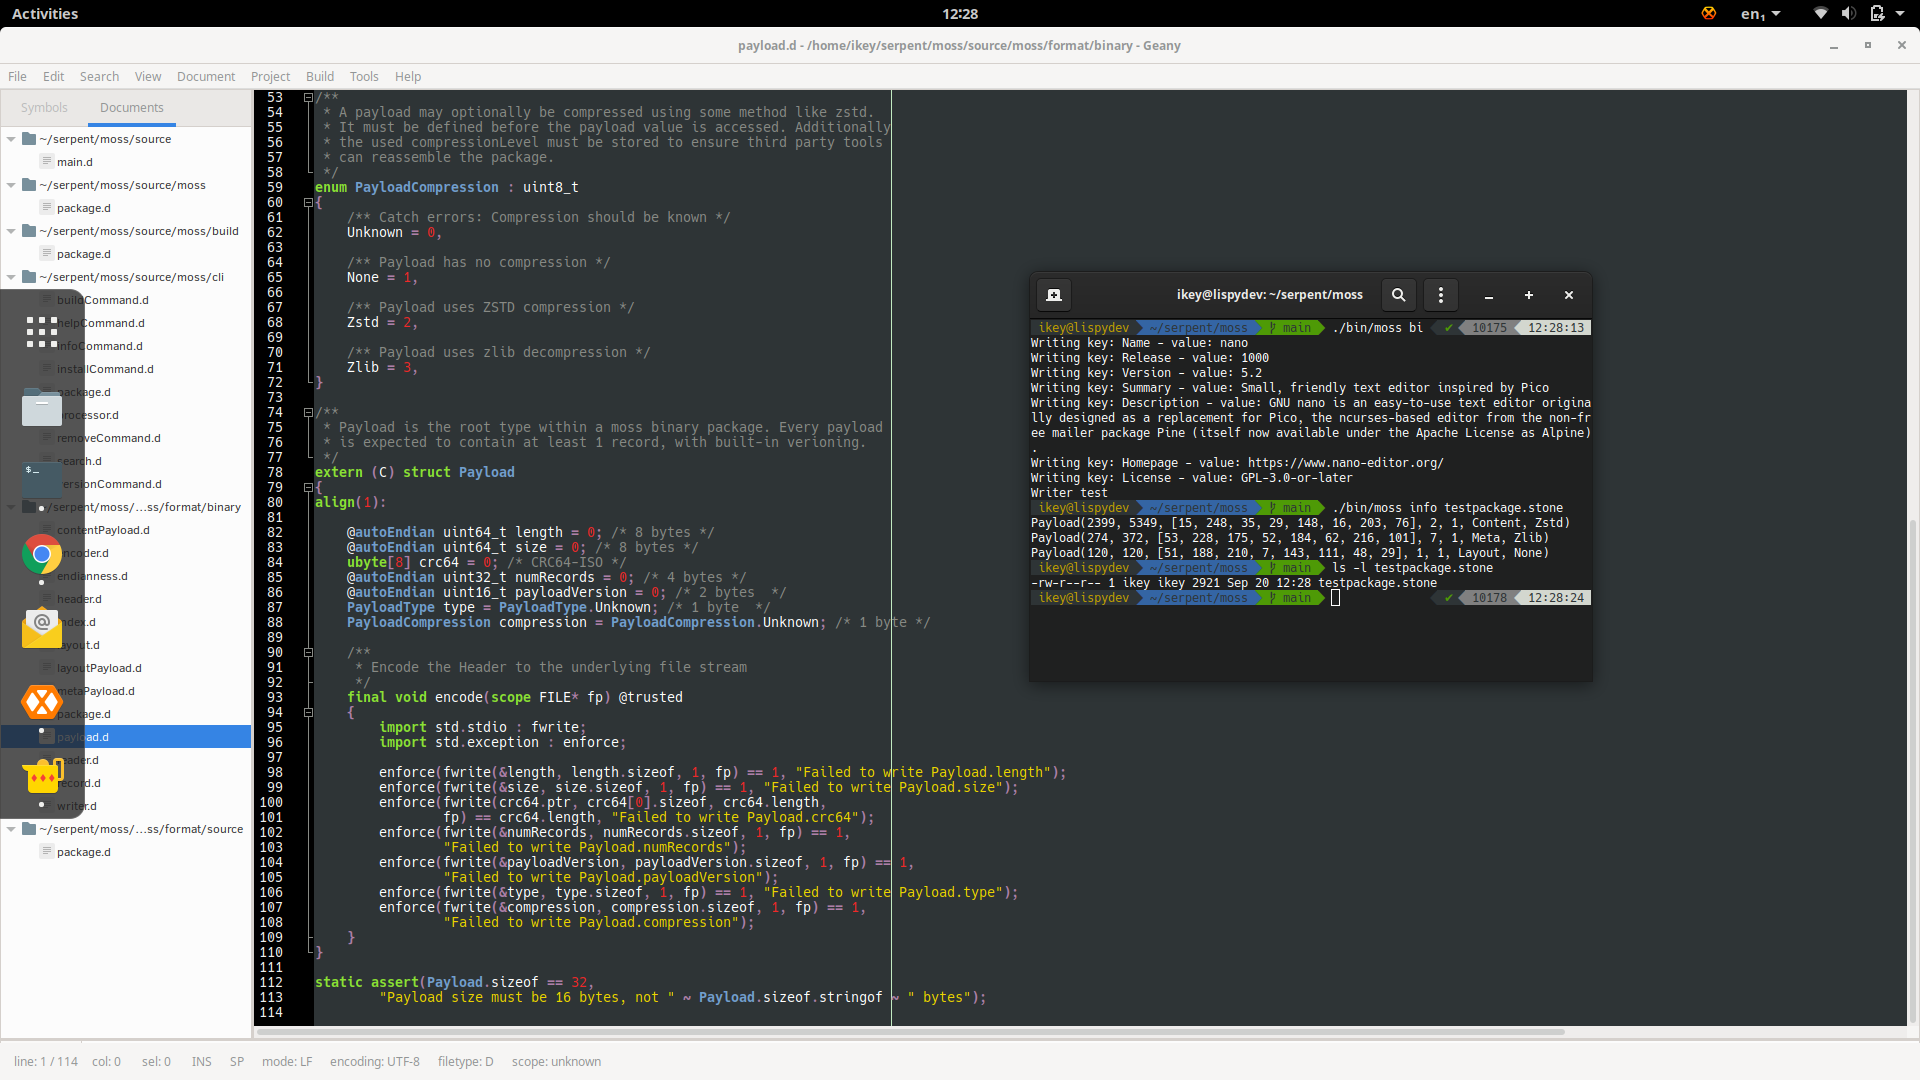 Activities
12:28
en₁
payload.d - /home/ikey/serpent/moss/source/moss/format/binary - Geany
File Edit Search View Document Project Build Tools Help
Symbols Documents
~/serpent/moss/source
main.d
~/serpent/moss/source/moss
package.d
~/serpent/moss/source/moss/build
package.d
~/serpent/moss/source/moss/cli
buildCommand.d
helpCommand.d
infoCommand.d
installCommand.d
package.d
processor.d
removeCommand.d
search.d
versionCommand.d
~/serpent/moss/...ss/format/binary
contentPayload.d
encoder.d
endianness.d
header.d
index.d
layout.d
layoutPayload.d
metaPayload.d
package.d
payload.d
reader.d
record.d
writer.d
~/serpent/moss/...ss/format/source
package.d
53 /**
54  * A payload may optionally be compressed using some method like zstd.
55  * It must be defined before the payload value is accessed. Additionally
56  * the used compressionLevel must be stored to ensure third party tools
57  * can reassemble the package.
58  */
59 enum PayloadCompression : uint8_t
60 {
61     /** Catch errors: Compression should be known */
62     Unknown = 0,
63
64     /** Payload has no compression */
65     None = 1,
66
67     /** Payload uses ZSTD compression */
68     Zstd = 2,
69
70     /** Payload uses zlib decompression */
71     Zlib = 3,
72 }
73
74 /**
75  * Payload is the root type within a moss binary package. Every payload
76  * is expected to contain at least 1 record, with built-in verioning.
77  */
78 extern (C) struct Payload
79 {
80 align(1):
81
82     @autoEndian uint64_t length = 0; /* 8 bytes */
83     @autoEndian uint64_t size = 0; /* 8 bytes */
84     ubyte[8] crc64 = 0; /* CRC64-ISO */
85     @autoEndian uint32_t numRecords = 0; /* 4 bytes */
86     @autoEndian uint16_t payloadVersion = 0; /* 2 bytes  */
87     PayloadType type = PayloadType.Unknown; /* 1 byte  */
88     PayloadCompression compression = PayloadCompression.Unknown; /* 1 byte */
89
90     /**
91      * Encode the Header to the underlying file stream
92      */
93     final void encode(scope FILE* fp) @trusted
94     {
95         import std.stdio : fwrite;
96         import std.exception : enforce;
97
98         enforce(fwrite(&length, length.sizeof, 1, fp) == 1, "Failed to write Payload.length");
99         enforce(fwrite(&size, size.sizeof, 1, fp) == 1, "Failed to write Payload.size");
100         enforce(fwrite(crc64.ptr, crc64[0].sizeof, crc64.length,
101                 fp) == crc64.length, "Failed to write Payload.crc64");
102         enforce(fwrite(&numRecords, numRecords.sizeof, 1, fp) == 1,
103                 "Failed to write Payload.numRecords");
104         enforce(fwrite(&payloadVersion, payloadVersion.sizeof, 1, fp) == 1,
105                 "Failed to write Payload.payloadVersion");
106         enforce(fwrite(&type, type.sizeof, 1, fp) == 1, "Failed to write Payload.type");
107         enforce(fwrite(&compression, compression.sizeof, 1, fp) == 1,
108                 "Failed to write Payload.compression");
109     }
110 }
111
112 static assert(Payload.sizeof == 32,
113         "Payload size must be 16 bytes, not " ~ Payload.sizeof.stringof ~ " bytes");
114
ikey@lispydev: ~/serpent/moss
ikey@lispydev ~/serpent/moss main ./bin/moss bi ✔ 10175 12:28:13
Writing key: Name - value: nano
Writing key: Release - value: 1000
Writing key: Version - value: 5.2
Writing key: Summary - value: Small, friendly text editor inspired by Pico
Writing key: Description - value: GNU nano is an easy-to-use text editor origina
lly designed as a replacement for Pico, the ncurses-based editor from the non-fr
ee mailer package Pine (itself now available under the Apache License as Alpine)
.
Writing key: Homepage - value: https://www.nano-editor.org/
Writing key: License - value: GPL-3.0-or-later
Writer test
ikey@lispydev ~/serpent/moss main ./bin/moss info testpackage.stone
Payload(2399, 5349, [15, 248, 35, 29, 148, 16, 203, 76], 2, 1, Content, Zstd)
Payload(274, 372, [53, 228, 175, 52, 184, 62, 216, 101], 7, 1, Meta, Zlib)
Payload(120, 120, [51, 188, 210, 7, 143, 111, 48, 29], 1, 1, Layout, None)
ikey@lispydev ~/serpent/moss main ls -l testpackage.stone
-rw-r--r-- 1 ikey ikey 2921 Sep 20 12:28 testpackage.stone
ikey@lispydev ~/serpent/moss main ✔ 10178 12:28:24
line: 1 / 114 col: 0 sel: 0 INS SP mode: LF encoding: UTF-8 filetype: D scope: unknown